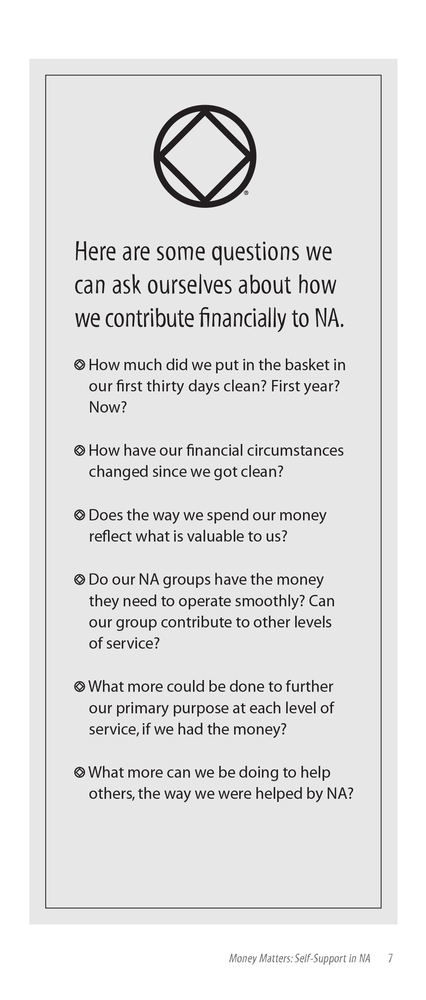 ®
Here are some questions we
can ask ourselves about how
we contribute financially to NA.
How much did we put in the basket in
our first thirty days clean? First year?
Now?
How have our financial circumstances
changed since we got clean?
Does the way we spend our money
reflect what is valuable to us?
Do our NA groups have the money
they need to operate smoothly? Can
our group contribute to other levels
of service?
What more could be done to further
our primary purpose at each level of
service, if we had the money?
What more can we be doing to help
others, the way we were helped by NA?
Money Matters: Self-Support in NA 7